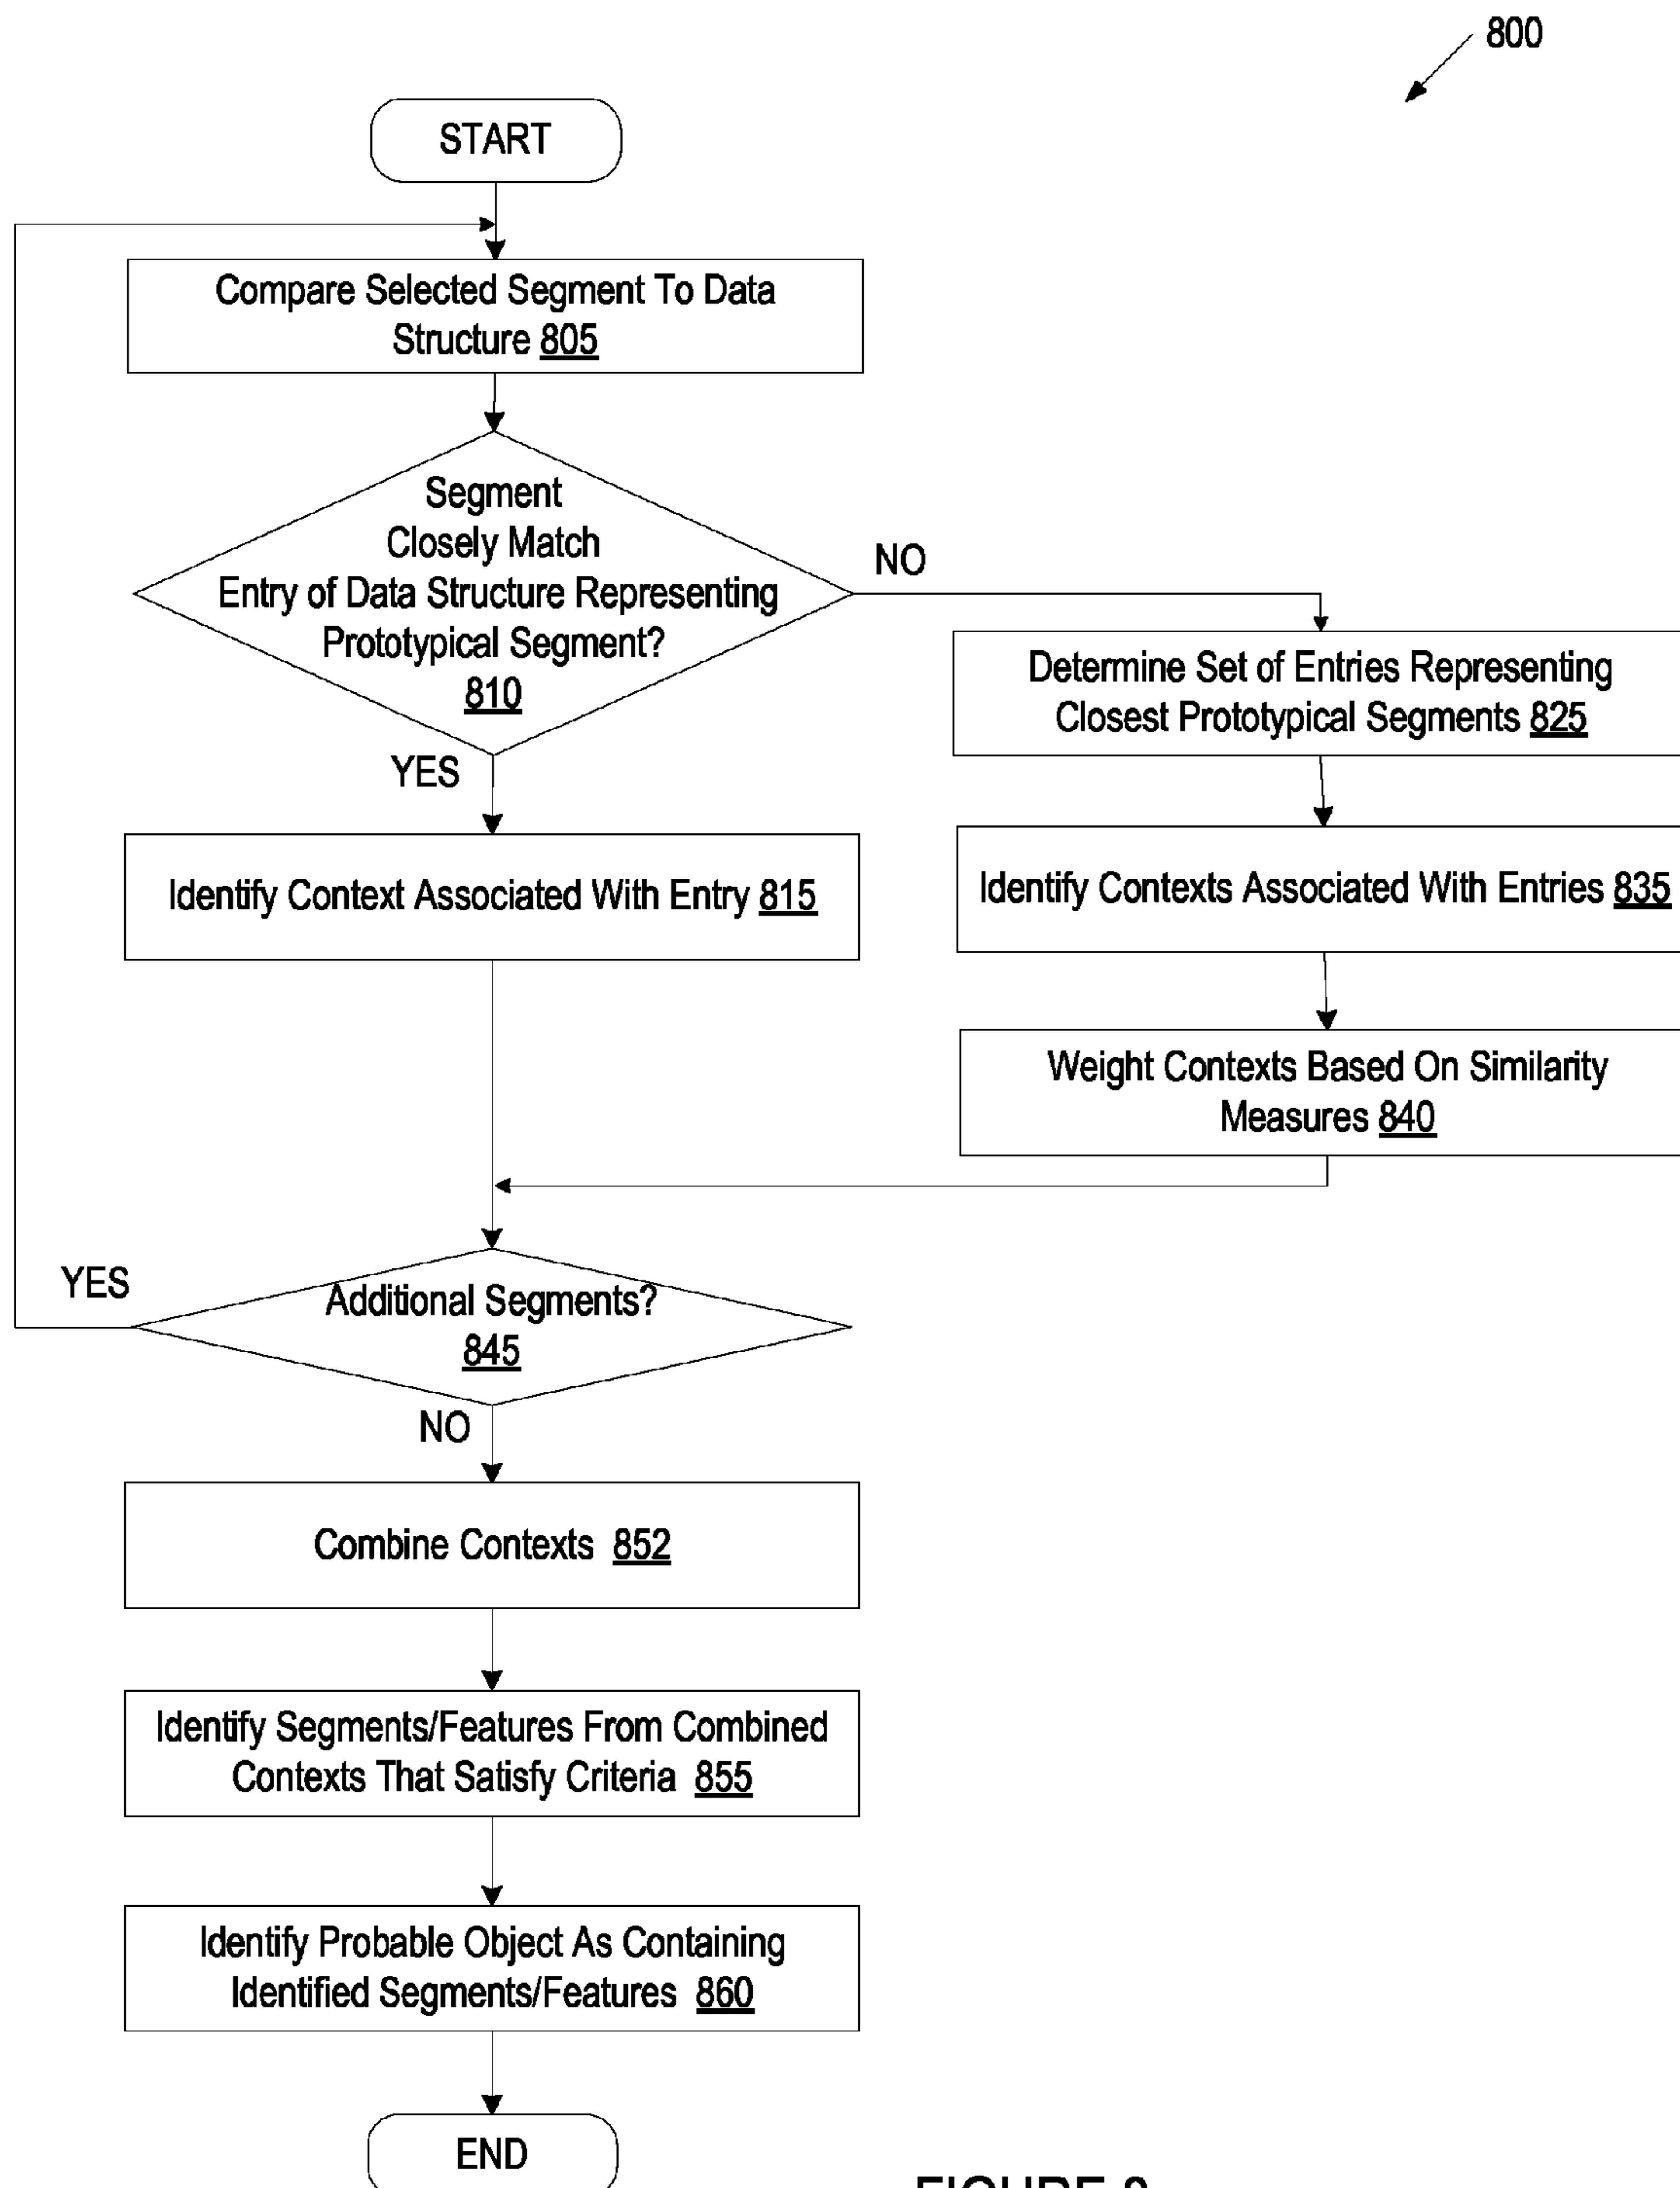 800
START
Compare Selected Segment To Data
Structure 805
Segment
Closely Match
Entry of Data Structure Representing
Prototypical Segment?
810
NO
YES
Determine Set of Entries Representing
Closest Prototypical Segments 825
Identify Context Associated With Entry 815
Identify Contexts Associated With Entries 835
Weight Contexts Based On Similarity
Measures 840
YES
Additional Segments?
845
NO
Combine Contexts 852
Identify Segments/Features From Combined
Contexts That Satisfy Criteria 855
Identify Probable Object As Containing
Identified Segments/Features 860
END
FIGURE